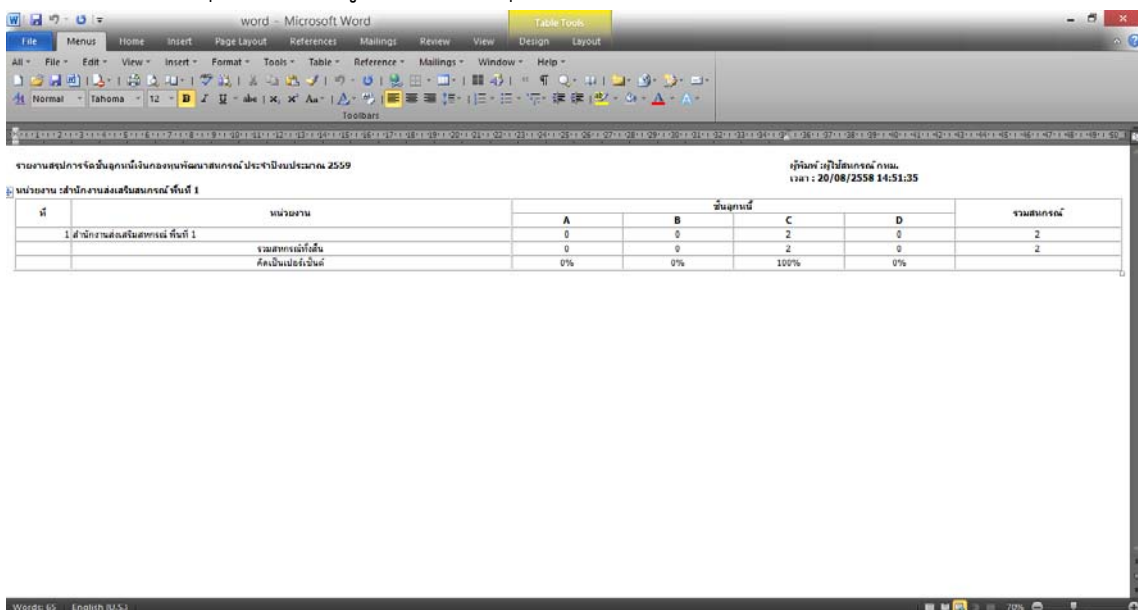 word - Microsoft Word
Table Tools
File Menus Home Insert Page Layout References Mailings Review View Design Layout
All File Edit View Insert Format Tools Table Reference Mailings Window Help
Normal Tahoma 12 B I U abe x, x² Aa
Toolbars
รายงานสรุปการจัดชั้นลูกหนี้เงินกองทุนพัฒนาสหกรณ์ ประจำปีงบประมาณ 2559
ผู้พิมพ์ :ผู้ใช้สหกรณ์ กทม.
เวลา : 20/08/2558 14:51:35
หน่วยงาน :สำนักงานส่งเสริมสหกรณ์ พื้นที่ 1
ที่ หน่วยงาน ชั้นลูกหนี้ รวมสหกรณ์
A B C D
1 สำนักงานส่งเสริมสหกรณ์ พื้นที่ 1 0 0 2 0 2
รวมสหกรณ์ทั้งสิ้น 0 0 2 0 2
คิดเป็นเปอร์เซ็นต์ 0% 0% 100% 0%
Words: 65 English (U.S.) 70%